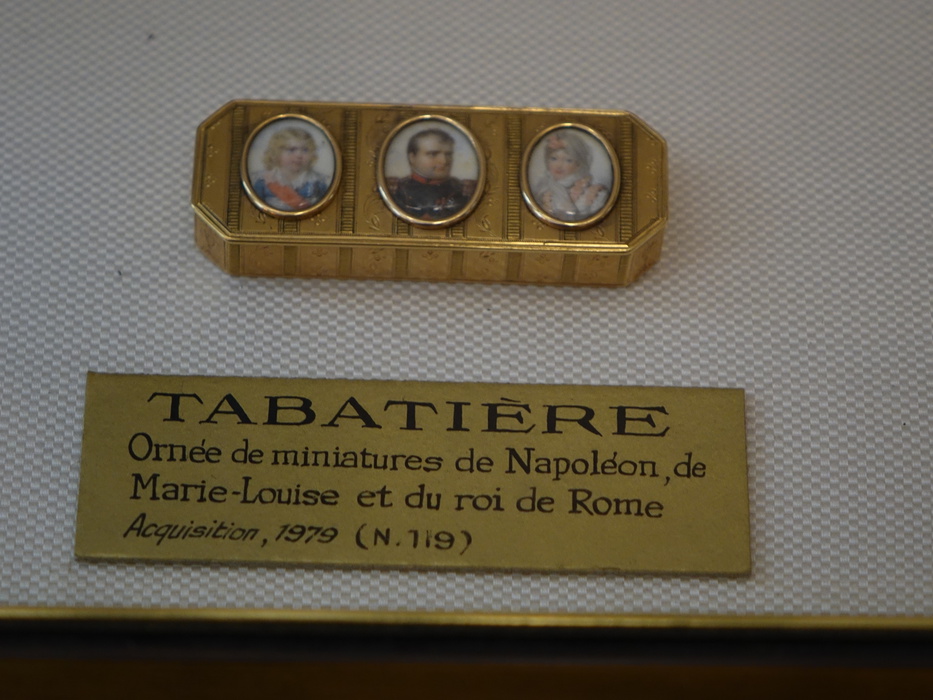 TABATIÈRE
Ornée de miniatures de Napoléon, de
Marie-Louise et du roi de Rome
Acquisition, 1979 (N. 119)